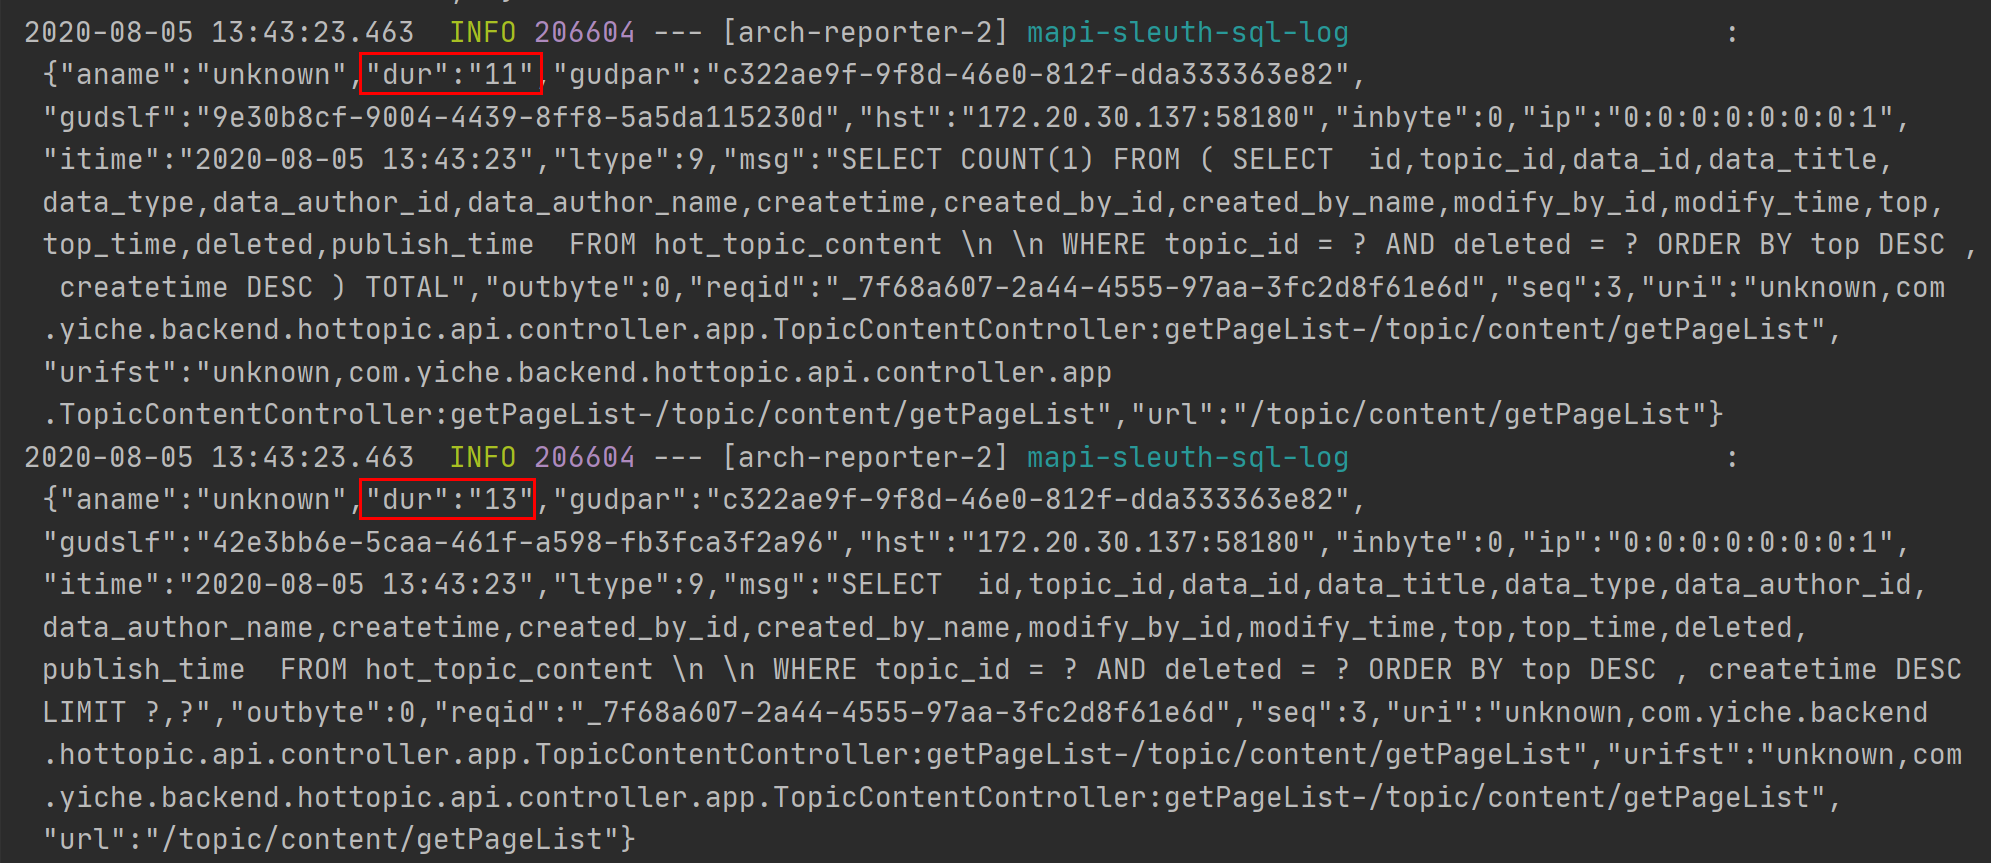 2020-08-05 13:43:23.463  INFO 206604 --- [arch-reporter-2] mapi-sleuth-sql-log                      :
{"aname":"unknown","dur":"11","gudpar":"c322ae9f-9f8d-46e0-812f-dda333363e82",
"gudslf":"9e30b8cf-9004-4439-8ff8-5a5da115230d","hst":"172.20.30.137:58180","inbyte":0,"ip":"0:0:0:0:0:0:0:1",
"itime":"2020-08-05 13:43:23","ltype":9,"msg":"SELECT COUNT(1) FROM ( SELECT  id,topic_id,data_id,data_title,
data_type,data_author_id,data_author_name,createtime,created_by_id,created_by_name,modify_by_id,modify_time,top,
top_time,deleted,publish_time  FROM hot_topic_content \n \n WHERE topic_id = ? AND deleted = ? ORDER BY top DESC ,
createtime DESC ) TOTAL","outbyte":0,"reqid":"_7f68a607-2a44-4555-97aa-3fc2d8f61e6d","seq":3,"uri":"unknown,com
.yiche.backend.hottopic.api.controller.app.TopicContentController:getPageList-/topic/content/getPageList",
"urifst":"unknown,com.yiche.backend.hottopic.api.controller.app
.TopicContentController:getPageList-/topic/content/getPageList","url":"/topic/content/getPageList"}
2020-08-05 13:43:23.463  INFO 206604 --- [arch-reporter-2] mapi-sleuth-sql-log                      :
{"aname":"unknown","dur":"13","gudpar":"c322ae9f-9f8d-46e0-812f-dda333363e82",
"gudslf":"42e3bb6e-5caa-461f-a598-fb3fca3f2a96","hst":"172.20.30.137:58180","inbyte":0,"ip":"0:0:0:0:0:0:0:1",
"itime":"2020-08-05 13:43:23","ltype":9,"msg":"SELECT  id,topic_id,data_id,data_title,data_type,data_author_id,
data_author_name,createtime,created_by_id,created_by_name,modify_by_id,modify_time,top,top_time,deleted,
publish_time  FROM hot_topic_content \n \n WHERE topic_id = ? AND deleted = ? ORDER BY top DESC , createtime DESC
LIMIT ?,?","outbyte":0,"reqid":"_7f68a607-2a44-4555-97aa-3fc2d8f61e6d","seq":3,"uri":"unknown,com.yiche.backend
.hottopic.api.controller.app.TopicContentController:getPageList-/topic/content/getPageList","urifst":"unknown,com
.yiche.backend.hottopic.api.controller.app.TopicContentController:getPageList-/topic/content/getPageList",
"url":"/topic/content/getPageList"}